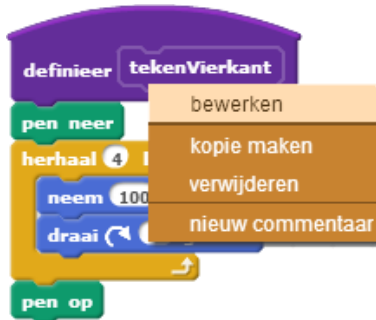 definieer tekenVierkant
bewerken
pen neer
kopie maken
herhaal 4
verwijderen
neem 100
nieuw commentaar
draai
pen op